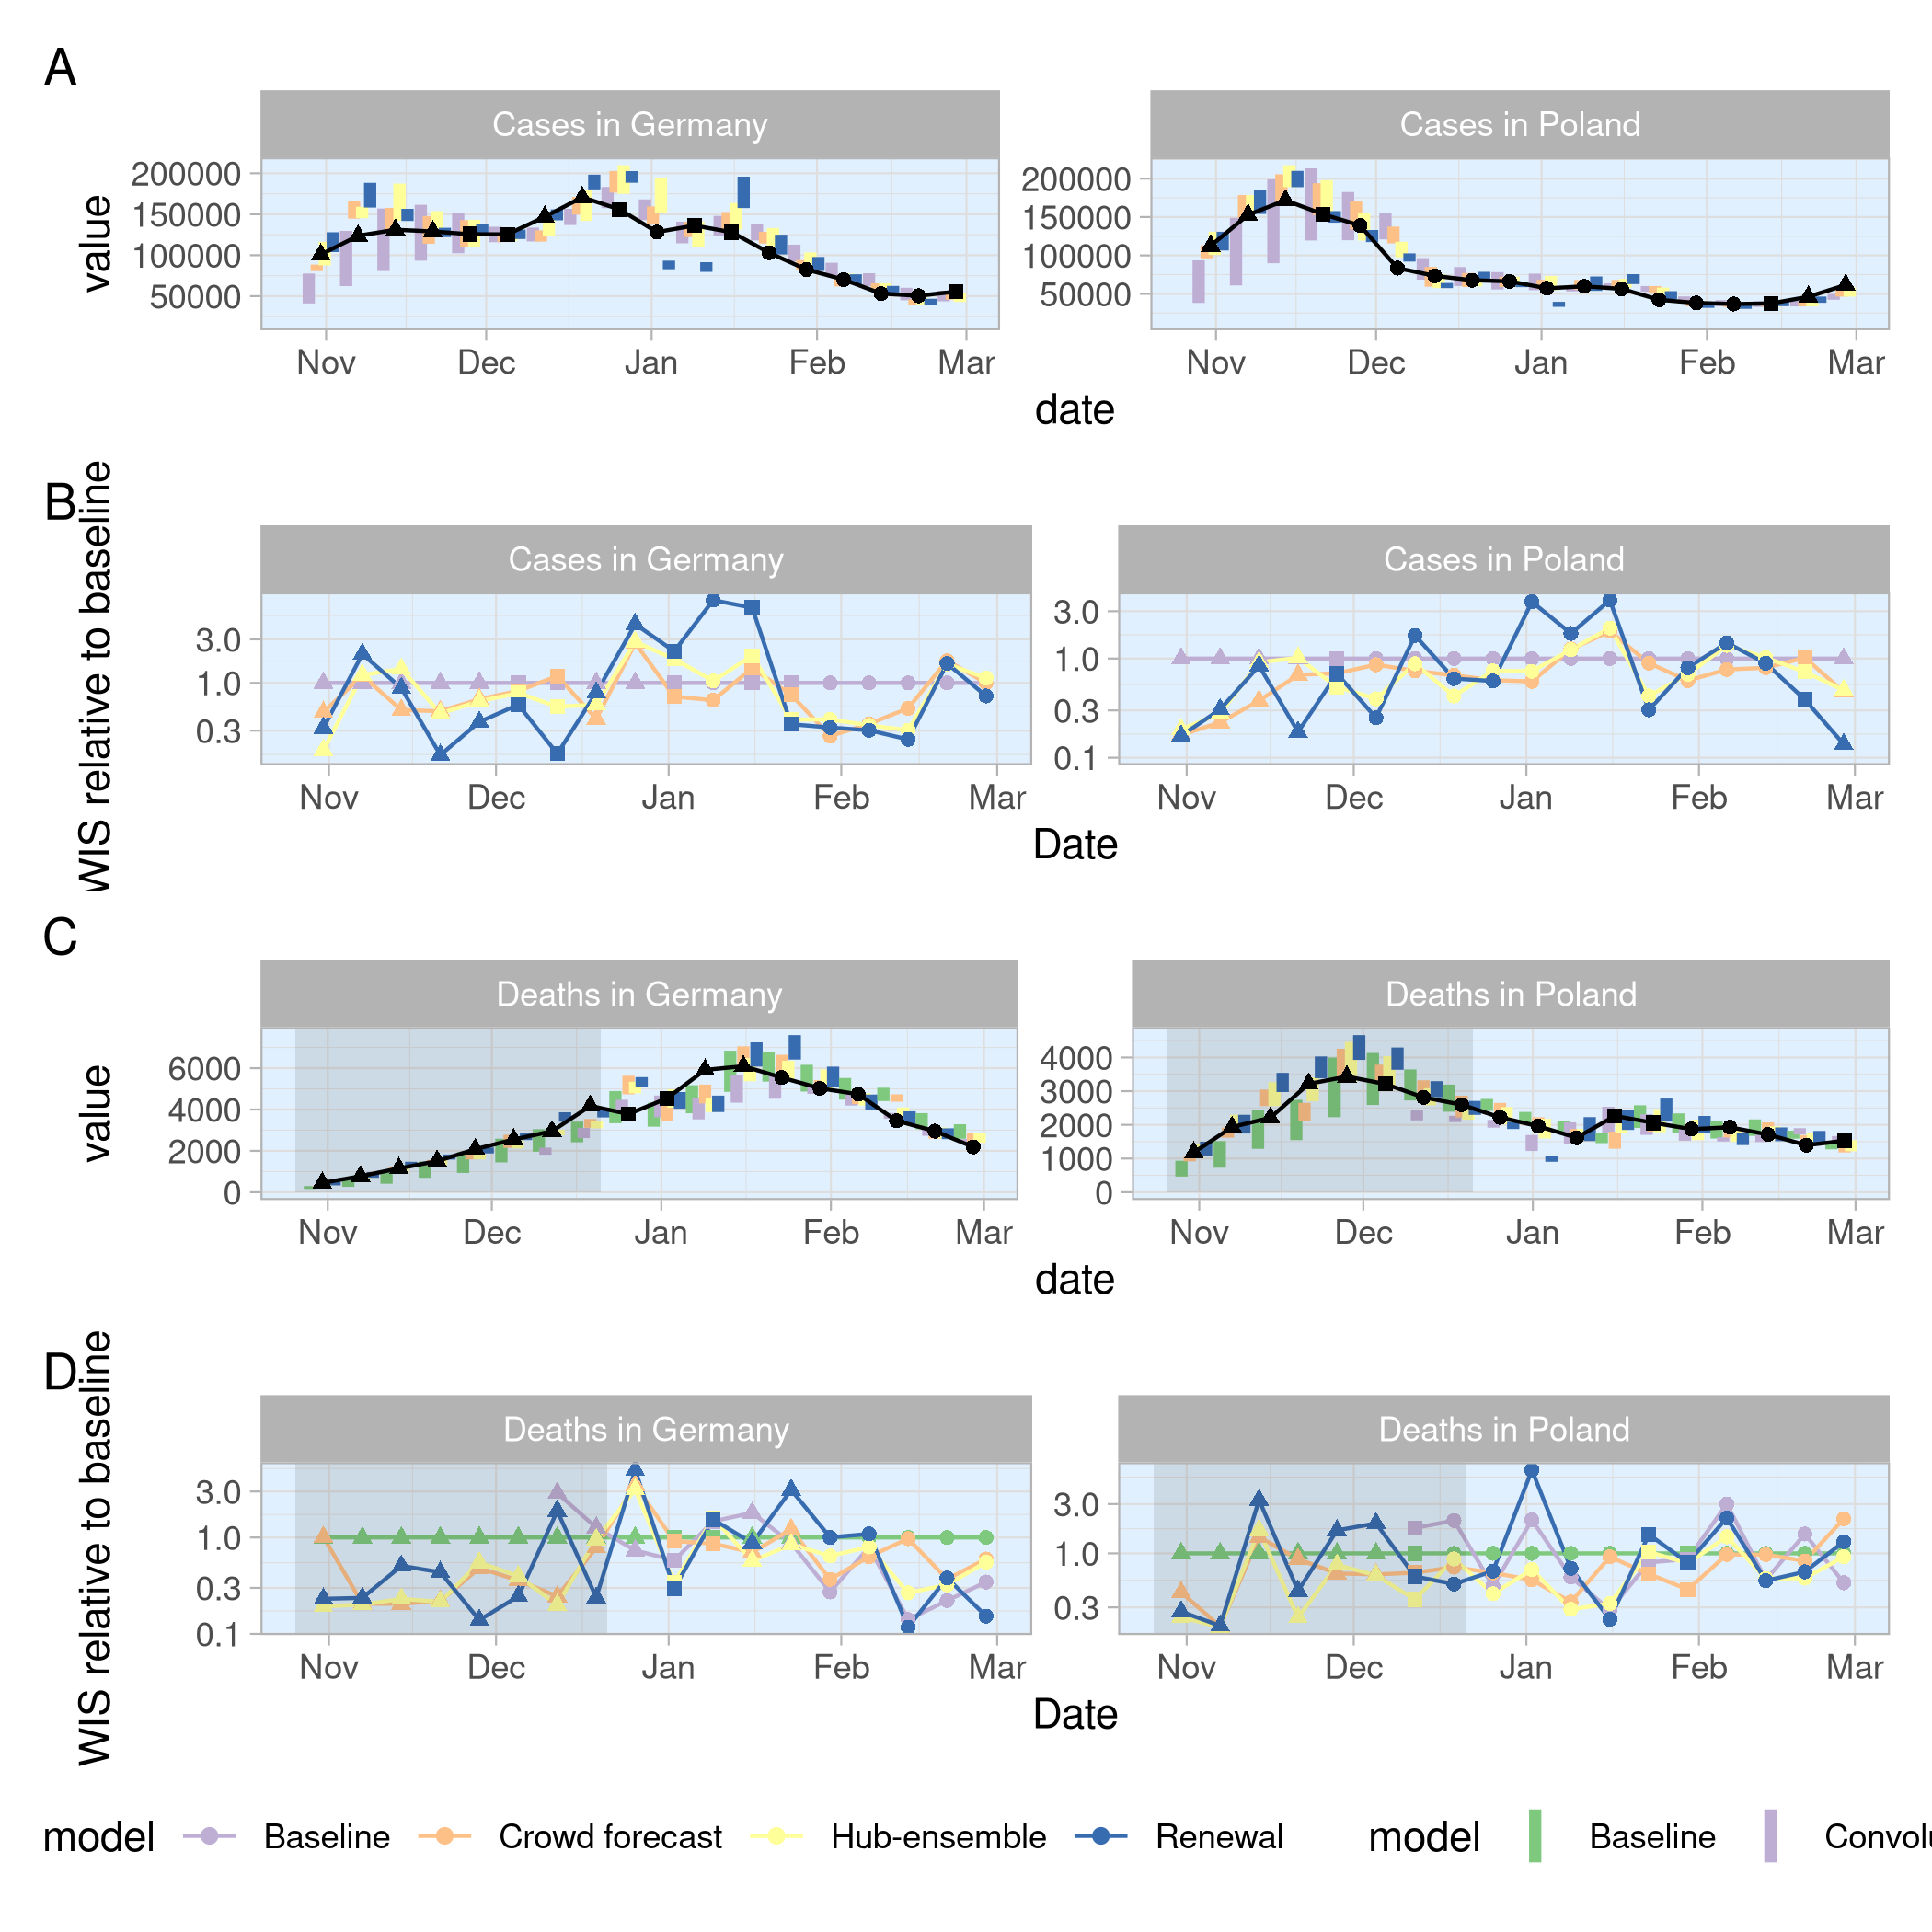 A
Cases in Germany
Cases in Poland
value
200000
150000
100000
50000
200000
150000
100000
50000
Nov Dec Jan Feb Mar
Nov Dec Jan Feb Mar
date
B
WIS relative to baseline
Cases in Germany
Cases in Poland
3.0
1.0
0.3
3.0
1.0
0.3
0.1
Nov Dec Jan Feb Mar
Nov Dec Jan Feb Mar
Date
C
Deaths in Germany
Deaths in Poland
value
6000
4000
2000
0
4000
3000
2000
1000
0
Nov Dec Jan Feb Mar
Nov Dec Jan Feb Mar
date
D
WIS relative to baseline
Deaths in Germany
Deaths in Poland
3.0
1.0
0.3
0.1
3.0
1.0
0.3
Nov Dec Jan Feb Mar
Nov Dec Jan Feb Mar
Date
model Baseline Crowd forecast Hub-ensemble Renewal
model Baseline